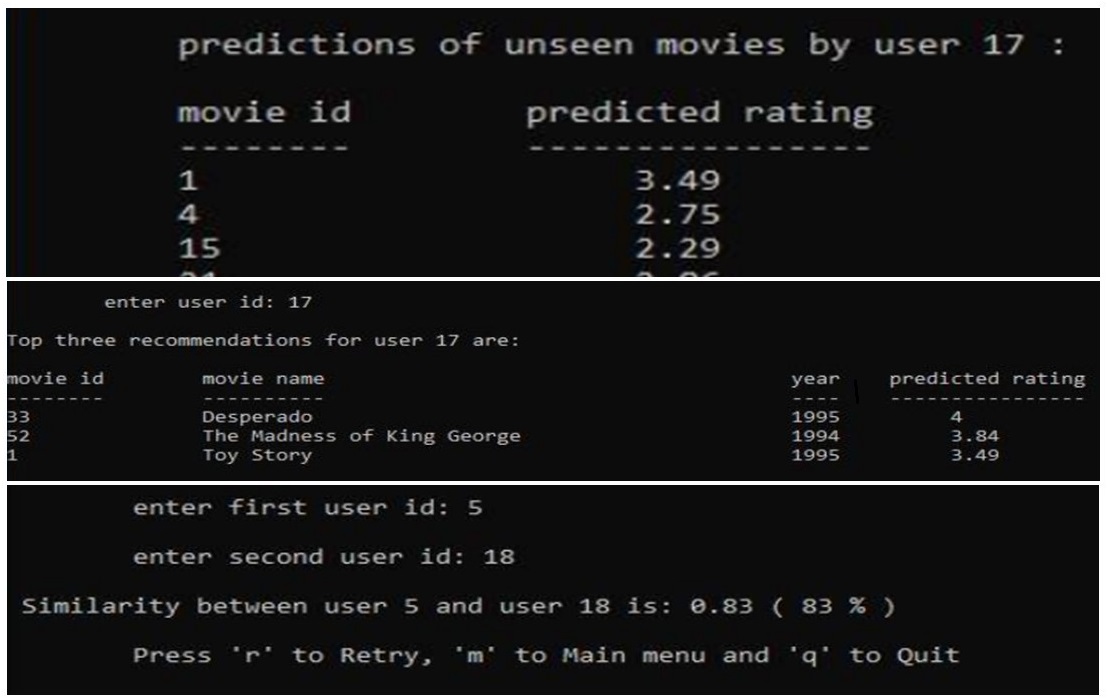 predictions of unseen movies by user 17 :
movie id predicted rating
-------- ----------------
1 3.49
4 2.75
15 2.29
enter user id: 17
Top three recommendations for user 17 are:
movie id movie name year predicted rating
-------- ---------- ---- ----------------
33 Desperado 1995 4
52 The Madness of King George 1994 3.84
1 Toy Story 1995 3.49
enter first user id: 5
enter second user id: 18
Similarity between user 5 and user 18 is: 0.83 ( 83 % )
Press 'r' to Retry, 'm' to Main menu and 'q' to Quit